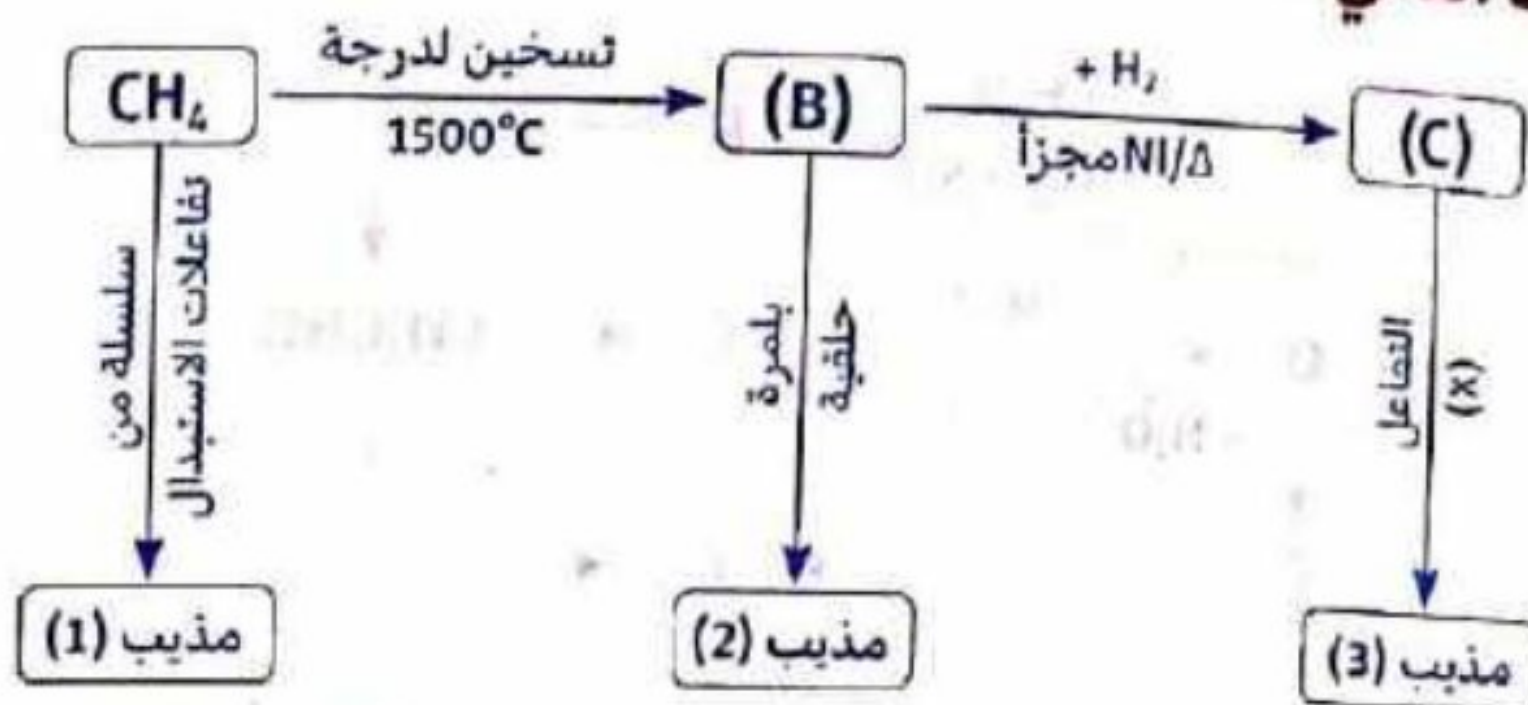 CH₄
تسخين لدرجة
1500°C
(B)
+ H₂
مجزأ Ni/Δ
(C)
سلسلة من
تفاعلات الاستبدال
بلمرة
حلقية
التفاعل
(X)
مذيب (1)
مذيب (2)
مذيب (3)